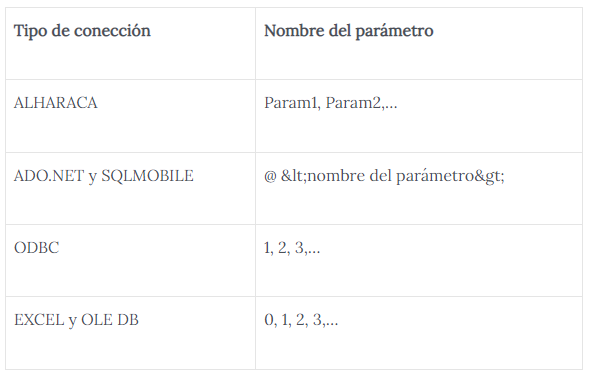 Tipo de conección Nombre del parámetro
ALHARACA Param1, Param2,...
ADO.NET y SQLMOBILE @ &lt;nombre del parámetro&gt;
ODBC 1, 2, 3,...
EXCEL y OLE DB 0, 1, 2, 3,...